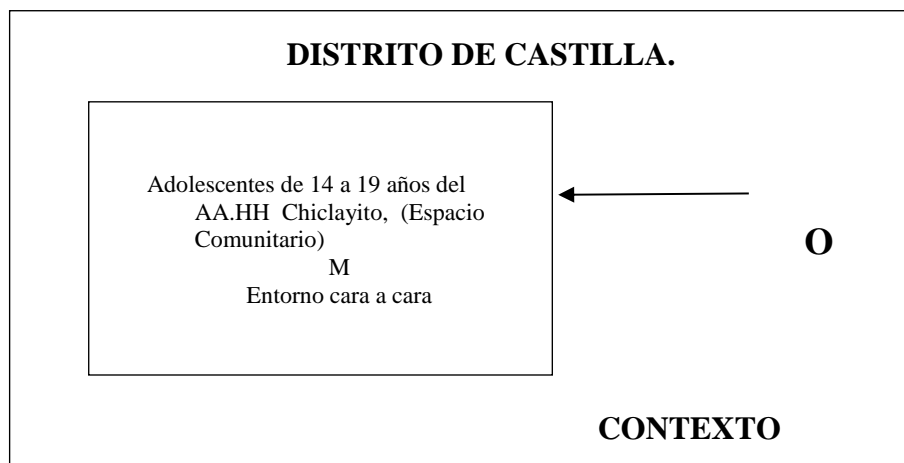 DISTRITO DE CASTILLA.
Adolescentes de 14 a 19 años del
AA.HH Chiclayito, (Espacio
Comunitario)
M
Entorno cara a cara
O
CONTEXTO